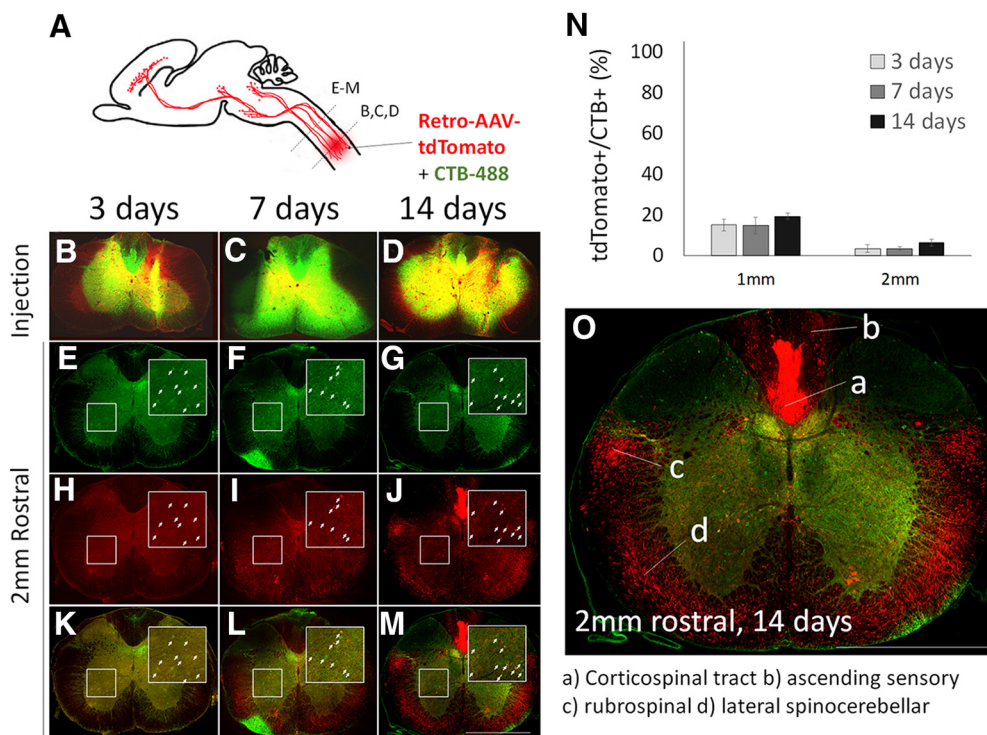 A
E-M
B,C,D
Retro-AAV-
tdTomato
+ CTB-488
3 days
7 days
14 days
Injection
B
C
D
2mm Rostral
E
F
G
H
I
J
K
L
M
N
tdTomato+/CTB+ (%)
100
80
60
40
20
0
3 days
7 days
14 days
1mm
2mm
O
b
a
c
d
2mm rostral, 14 days
a) Corticospinal tract b) ascending sensory
c) rubrospinal d) lateral spinocerebellar